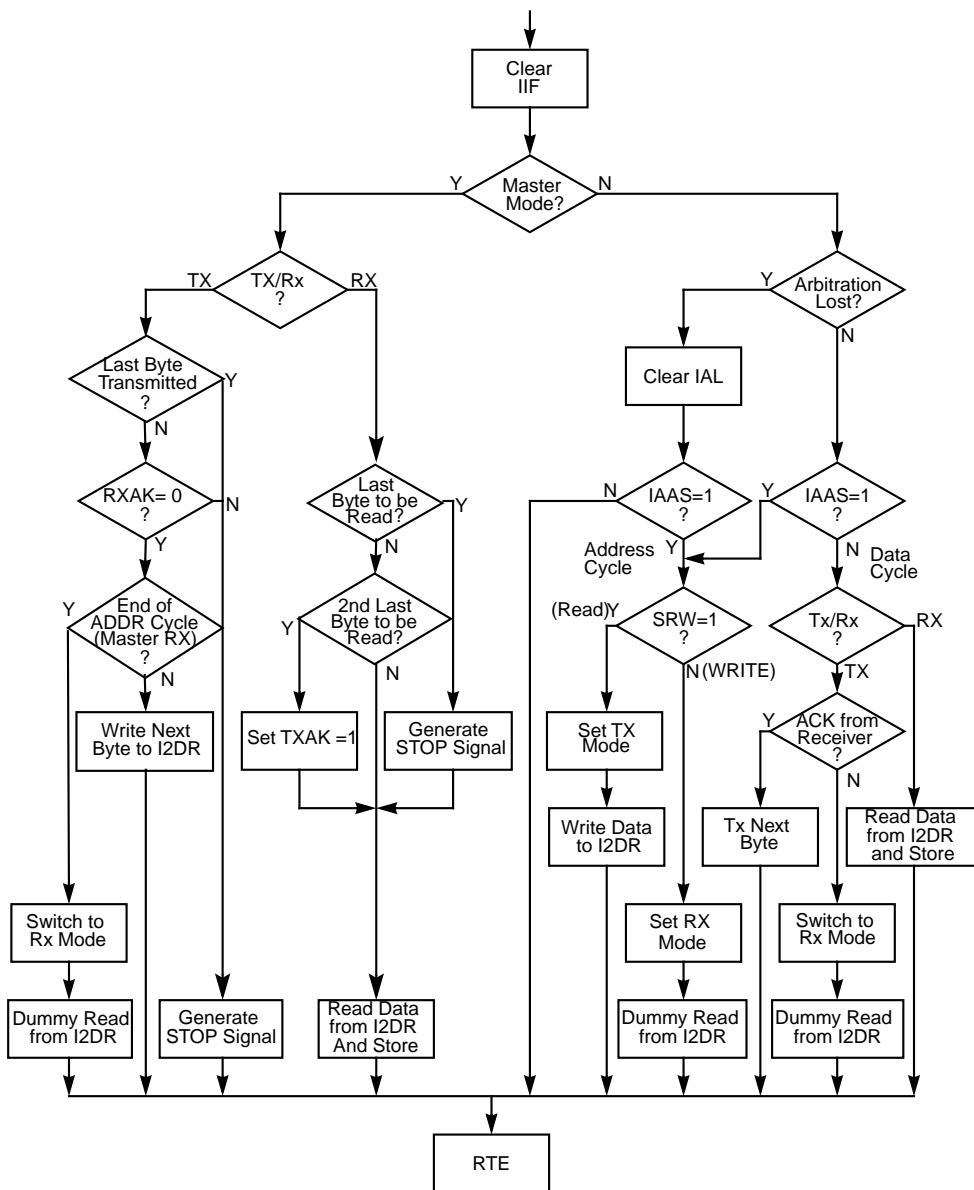 Clear
IIF
Master
Mode?
Y
N
TX/Rx
?
TX
RX
Arbitration
Lost?
Y
N
Last Byte
Transmitted
?
Y
N
Clear IAL
RXAK= 0
?
N
Y
Last
Byte to be
Read?
Y
N
IAAS=1
?
N
Y
IAAS=1
?
Y
N
Address
Cycle
Data
Cycle
End of
ADDR Cycle
(Master RX)
?
Y
N
2nd Last
Byte to be
Read?
Y
N
(Read)
Y
SRW=1
?
N
(WRITE)
Tx/Rx
?
RX
TX
Write Next
Byte to I2DR
Set TXAK =1
Generate
STOP Signal
Set TX
Mode
Y
ACK from
Receiver
?
N
Write Data
to I2DR
Tx Next
Byte
Read Data
from I2DR
and Store
Switch to
Rx Mode
Set RX
Mode
Switch to
Rx Mode
Dummy Read
from I2DR
Generate
STOP Signal
Read Data
from I2DR
And Store
Dummy Read
from I2DR
Dummy Read
from I2DR
RTE